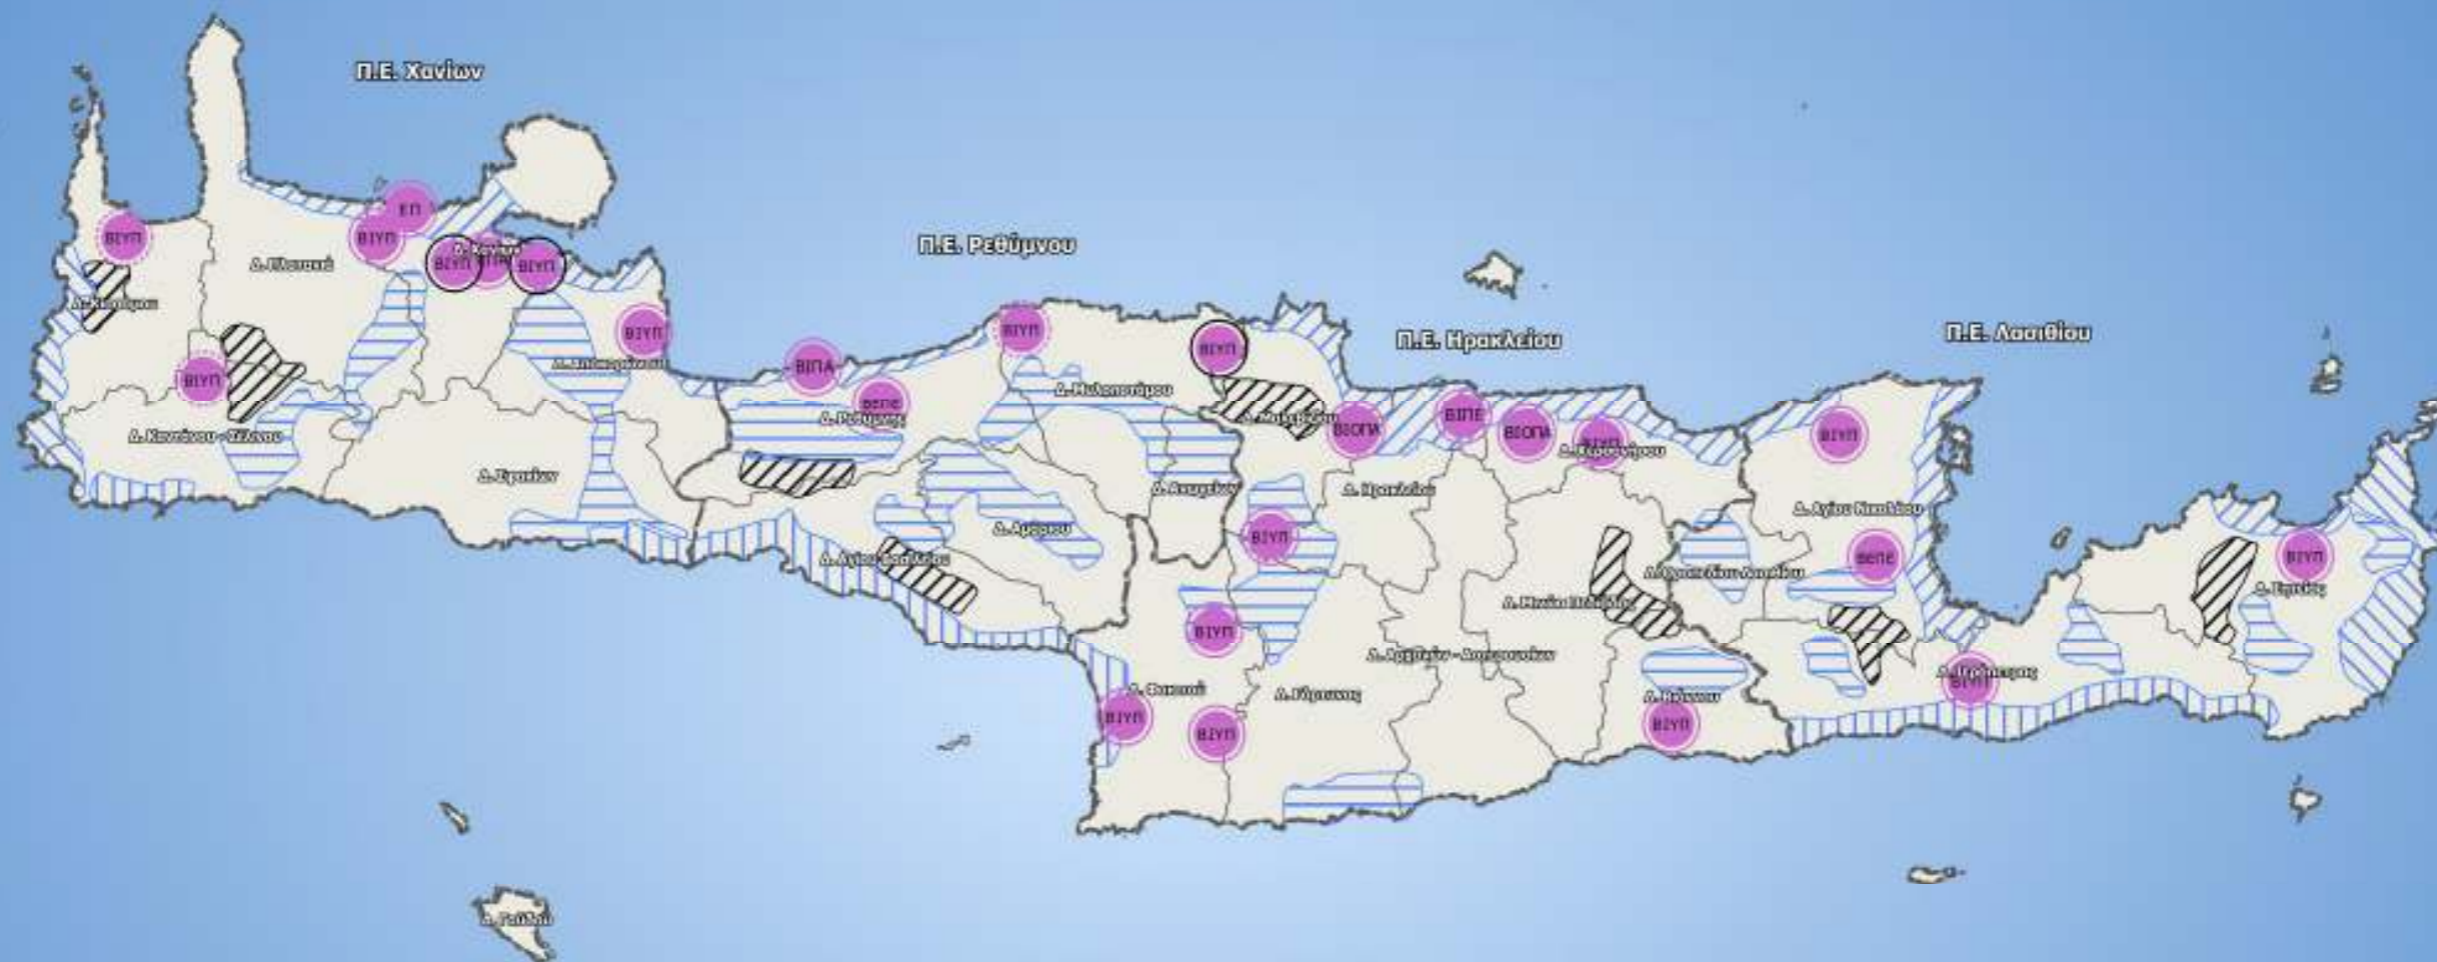 Π.Ε. Χανίων
ΕΠ
ΒΙΥΠ
ΒΙΥΠ
Π.Ε. Ρεθύμνου
Δ. Πλατανιά
ΒΙΥΠ
ΒΙΥΠ
Δ. Χανίων
Δ. Κισσάμου
ΒΙΥΠ
ΒΙΥΠ
Π.Ε. Ηρακλείου
Π.Ε. Λασιθίου
ΒΙΥΠ
Δ. Αποκορώνου
ΒΙΠΑ
ΒΙΥΠ
Δ. Μυλοποτάμου
ΒΕΠΕ
Δ. Ρεθύμνης
Δ. Μαλεβιζίου
ΒΙΟΠΑ
ΒΙΠΕ
ΒΙΟΠΑ
ΒΙΥΠ
Δ. Χερσονήσου
ΒΙΥΠ
Δ. Καντάνου - Σέλινου
Δ. Σφακίων
Δ. Ανωγείων
Δ. Ηρακλείου
Δ. Αγίου Νικολάου
Δ. Αμαρίου
ΒΙΥΠ
Δ. Αγίου Βασιλείου
ΒΕΠΕ
ΒΙΥΠ
Δ. Οροπεδίου Λασιθίου
Δ. Σητείας
Δ. Μινώα Πεδιάδας
ΒΙΥΠ
Δ. Αρχανών - Αστερουσίων
Δ. Φαιστού
Δ. Γόρτυνας
Δ. Ιεράπετρας
ΒΙΥΠ
Δ. Βιάννου
ΒΙΥΠ
ΒΙΥΠ
ΒΙΥΠ
Δ. Γαύδου